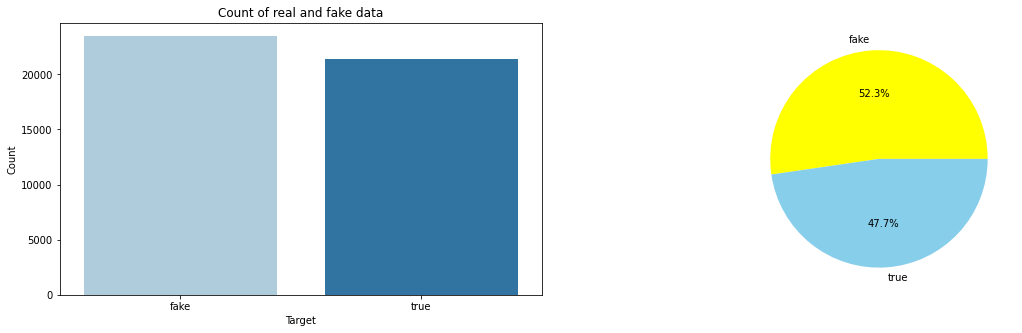 Count of real and fake data
20000
15000
10000
5000
0
Count
fake
true
Target
fake
52.3%
47.7%
true